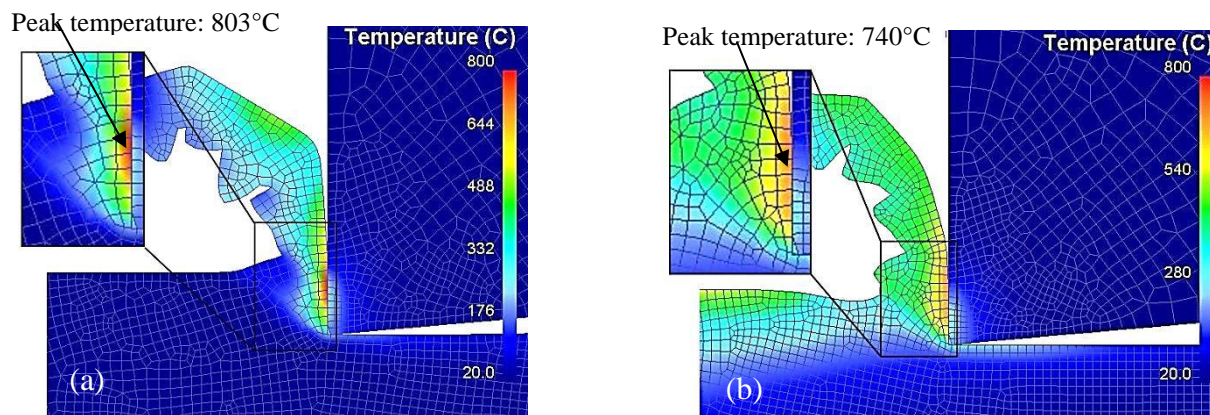 Peak temperature: 803°C
Temperature (C)
800
644
488
332
176
20.0
(a)
Peak temperature: 740°C
Temperature (C)
800
540
280
20.0
(b)